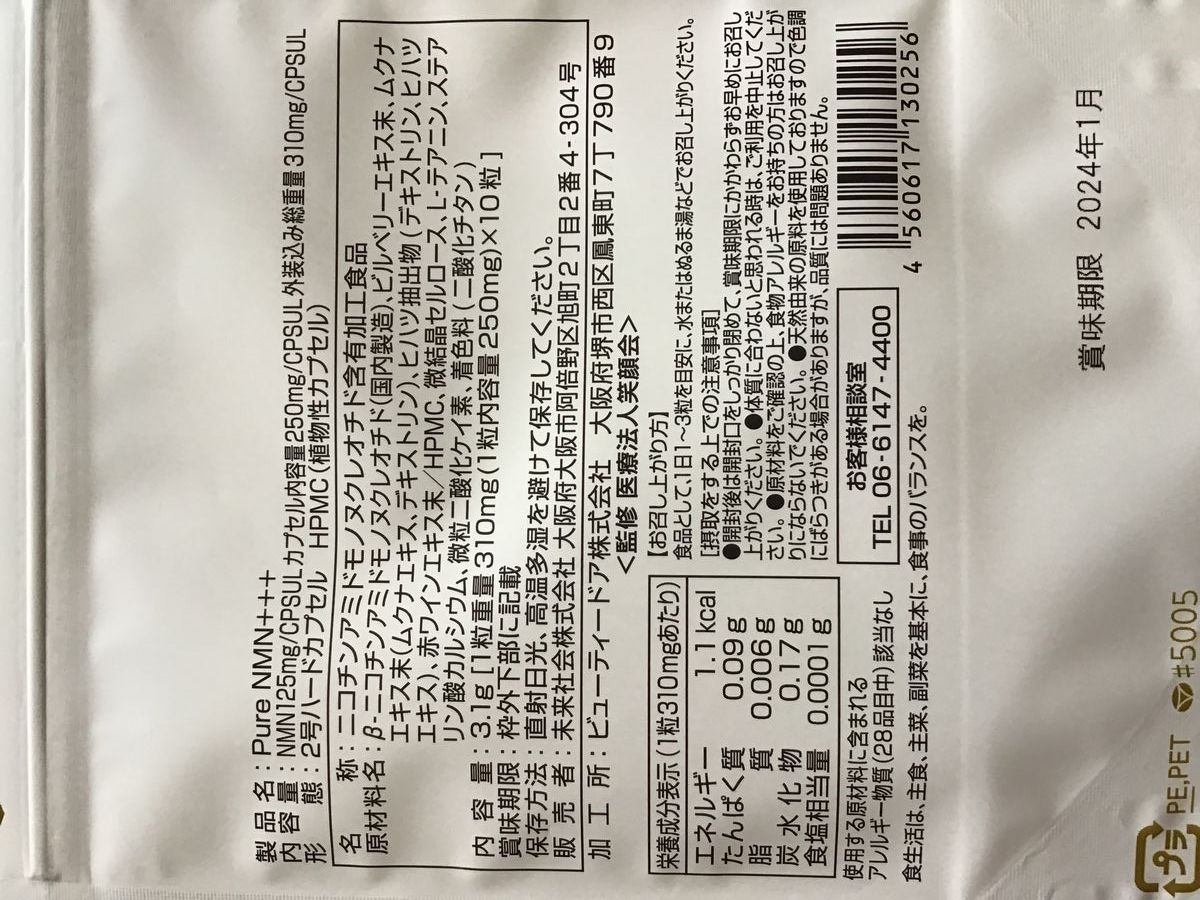 製品名：Pure NMN+++
内容量：NMN125mg/CPSULカプセル内容量250mg/CPSUL外装込み総重量310mg/CPSUL
形態：2号ハードカプセル　HPMC（植物性カプセル）
名称：ニコチンアミドモノヌクレオチド含有加工食品
原材料名：β-ニコチンアミドモノヌクレオチド（国内製造）、ビルベリーエキス末、ムクナ
エキス末（ムクナエキス、デキストリン）、ヒハツ抽出物（デキストリン、ヒハツ
エキス）、赤ワインエキス末／HPMC、微結晶セルロース、L-テアニン、ステア
リン酸カルシウム、微粒二酸化ケイ素、着色料（二酸化チタン）
内容量：3.1g［1粒重量310mg（1粒内容量250mg）×10粒］
賞味期限：枠外下部に記載
保存方法：直射日光、高温多湿を避けて保存してください。
販売者：未来社会株式会社 大阪府大阪市阿倍野区旭町2丁目2番4-304号
加工所：ビューティードア株式会社 大阪府堺市西区鳳東町7丁790番9
＜監修 医療法人笑顔会＞
栄養成分表示（1粒310mgあたり）
エネルギー 1.1kcal
たんぱく質 0.09g
脂質 0.006g
炭水化物 0.17g
食塩相当量 0.0001g
使用する原材料に含まれる
アレルギー物質（28品目中）該当なし
【お召し上がり方】
食品として、1日1～3粒を目安に、水またはぬるま湯などでお召し上がりください。
［摂取をする上での注意事項］
●開封後は開封口をしっかり閉めて、賞味期限にかかわらずお早めにお召し
上がりください。●体質に合わないと思われる時は、ご利用を中止してくだ
さい。●原材料をご確認の上、食物アレルギーをお持ちの方はお召し上が
りにならないでください。●天然由来の原料を使用しておりますので色調
にばらつきがある場合がありますが、品質には問題ありません。
お客様相談室
TEL 06-6147-4400
4 560617 130256
食生活は、主食、主菜、副菜を基本に、食事のバランスを。
賞味期限 2024年1月
プラ PE,PET #5005